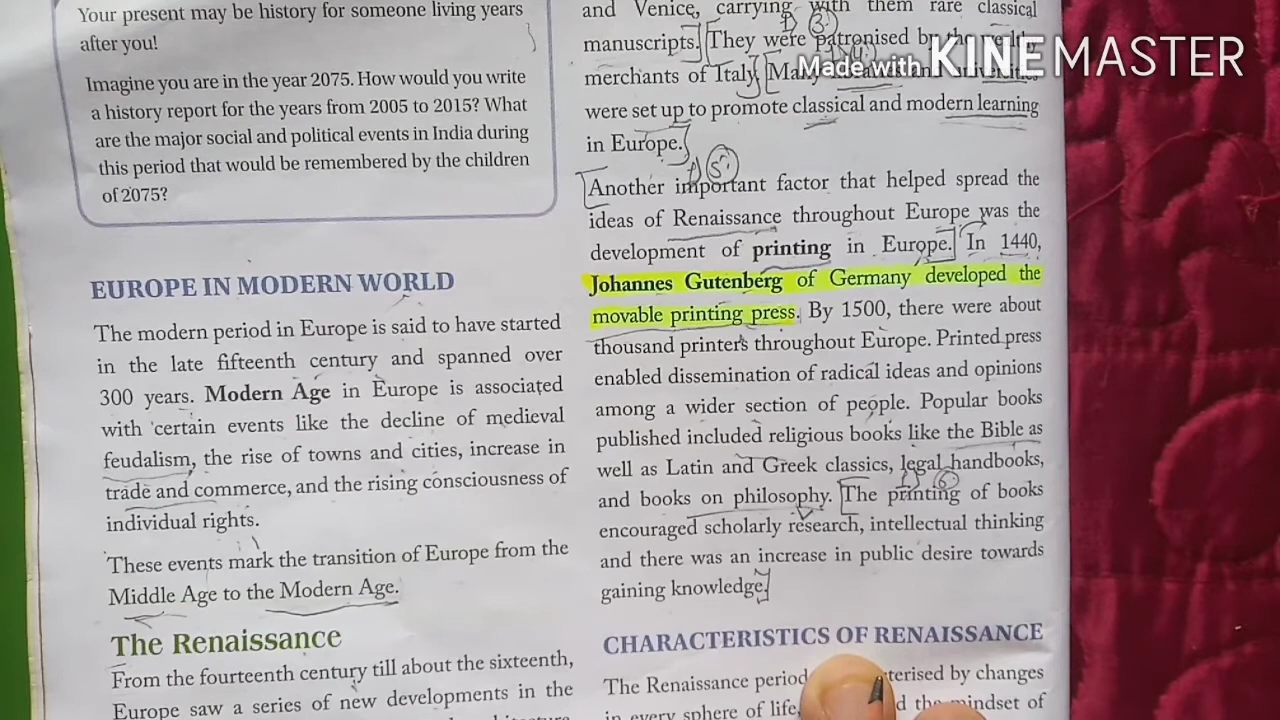 Your present may be history for someone living years
after you!
Imagine you are in the year 2075. How would you write
a history report for the years from 2005 to 2015? What
are the major social and political events in India during
this period that would be remembered by the children
of 2075?
EUROPE IN MODERN WORLD
The modern period in Europe is said to have started
in the late fifteenth century and spanned over
300 years. Modern Age in Europe is associated
with certain events like the decline of medieval
feudalism, the rise of towns and cities, increase in
trade and commerce, and the rising consciousness of
individual rights.
These events mark the transition of Europe from the
Middle Age to the Modern Age.
The Renaissance
From the fourteenth century till about the sixteenth,
Europe saw a series of new developments in the
and Venice, carrying with them rare classical
manuscripts. They were patronised by the
merchants of Italy.
were set up to promote classical and modern learning
in Europe.
5
Another important factor that helped spread the
ideas of Renaissance throughout Europe was the
development of printing in Europe. In 1440,
Johannes Gutenberg of Germany developed the
movable printing press. By 1500, there were about
thousand printers throughout Europe. Printed press
enabled dissemination of radical ideas and opinions
among a wider section of people. Popular books
published included religious books like the Bible as
well as Latin and Greek classics, legal handbooks,
and books on philosophy. The printing of books
encouraged scholarly research, intellectual thinking
and there was an increase in public desire towards
gaining knowledge.
CHARACTERISTICS OF RENAISSANCE
The Renaissance period by changes
in every sphere of life, the mindset of
Made with KINEMASTER